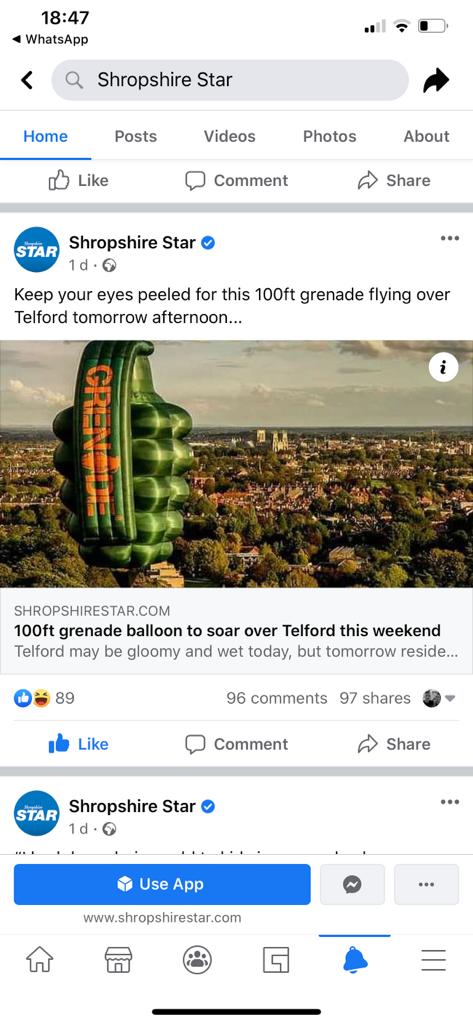 18:47
WhatsApp
Shropshire Star
Home Posts Videos Photos About
Like Comment Share
Shropshire STAR
Shropshire Star
1 d ·
Keep your eyes peeled for this 100ft grenade flying over
Telford tomorrow afternoon...
GRENADE
SHROPSHIRESTAR.COM
100ft grenade balloon to soar over Telford this weekend
Telford may be gloomy and wet today, but tomorrow reside...
89 96 comments 97 shares
Like Comment Share
Shropshire STAR
Shropshire Star
1 d ·
Use App
www.shropshirestar.com